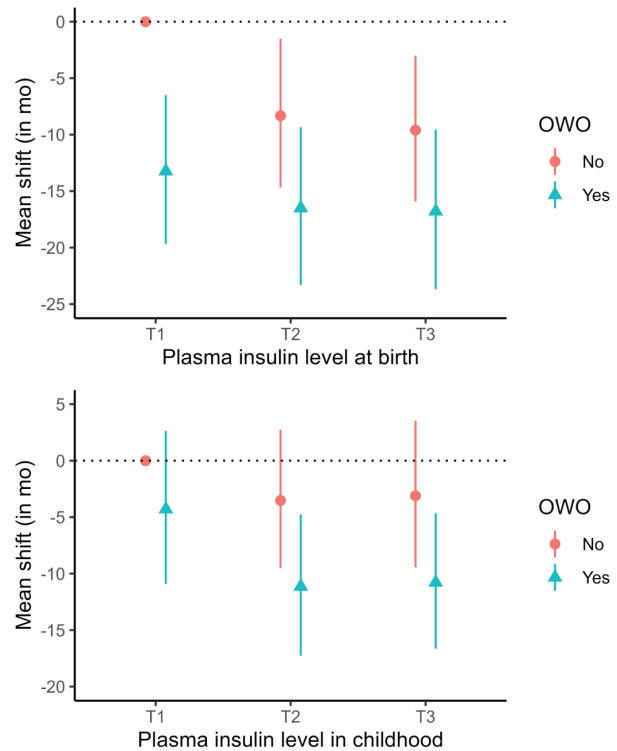 Mean shift (in mo)
0
-5
-10
-15
-20
-25
T1
T2
T3
Plasma insulin level at birth
OWO
No
Yes
Mean shift (in mo)
5
0
-5
-10
-15
-20
T1
T2
T3
Plasma insulin level in childhood
OWO
No
Yes